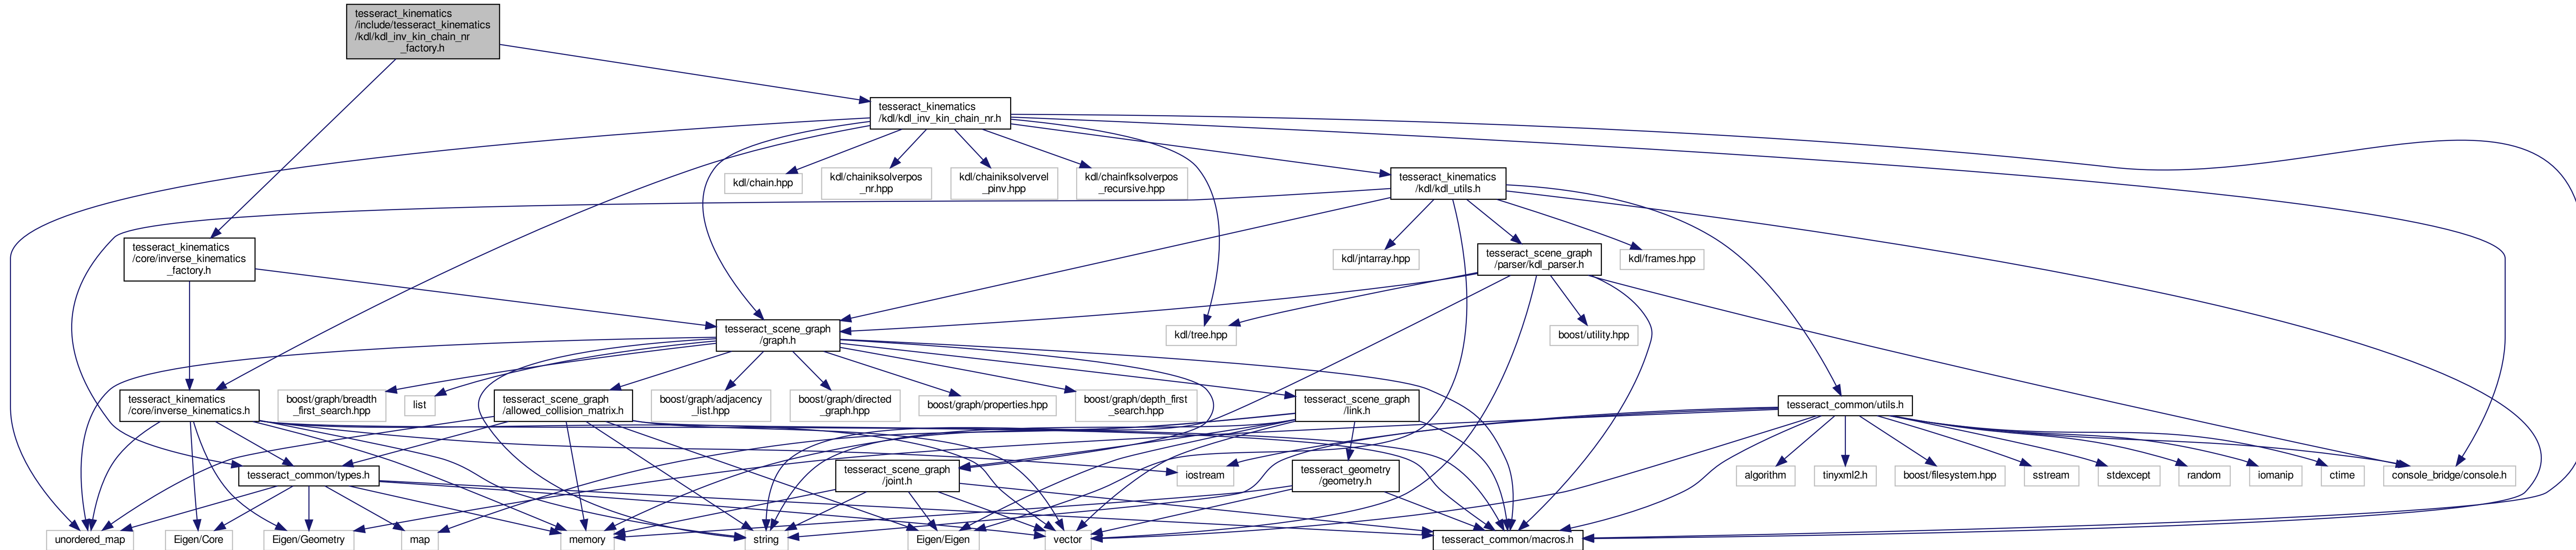 tesseract_kinematics
/include/tesseract_kinematics
/kdl/kdl_inv_kin_chain_nr
_factory.h
tesseract_kinematics
/kdl/kdl_inv_kin_chain_nr.h
kdl/chain.hpp
kdl/chainiksolverpos
_nr.hpp
kdl/chainiksolvervel
_pinv.hpp
kdl/chainfksolverpos
_recursive.hpp
tesseract_kinematics
/kdl/kdl_utils.h
tesseract_kinematics
/core/inverse_kinematics
_factory.h
kdl/jntarray.hpp
tesseract_scene_graph
/parser/kdl_parser.h
kdl/frames.hpp
tesseract_scene_graph
/graph.h
kdl/tree.hpp
boost/utility.hpp
tesseract_kinematics
/core/inverse_kinematics.h
boost/graph/breadth
_first_search.hpp
list
tesseract_scene_graph
/allowed_collision_matrix.h
boost/graph/adjacency
_list.hpp
boost/graph/directed
_graph.hpp
boost/graph/properties.hpp
boost/graph/depth_first
_search.hpp
tesseract_scene_graph
/link.h
tesseract_common/utils.h
tesseract_common/types.h
tesseract_scene_graph
/joint.h
iostream
tesseract_geometry
/geometry.h
algorithm
tinyxml2.h
boost/filesystem.hpp
sstream
stdexcept
random
iomanip
ctime
console_bridge/console.h
unordered_map
Eigen/Core
Eigen/Geometry
map
memory
string
Eigen/Eigen
vector
tesseract_common/macros.h